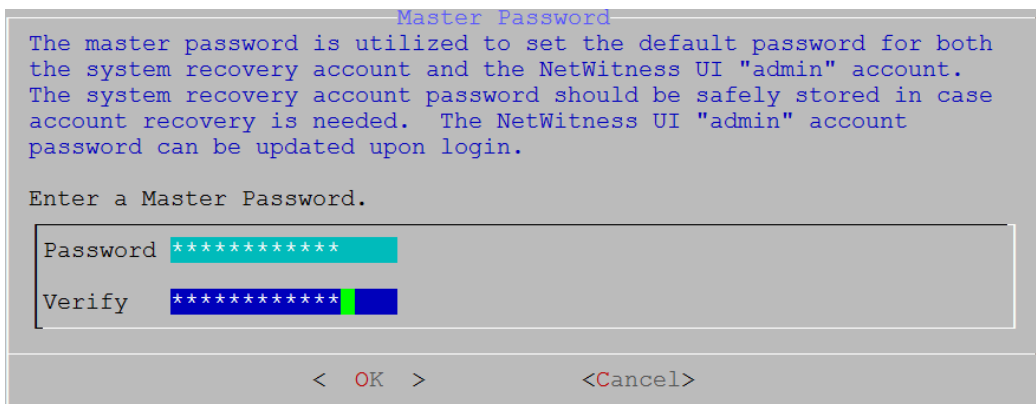 Master Password
The master password is utilized to set the default password for both
the system recovery account and the NetWitness UI "admin" account.
The system recovery account password should be safely stored in case
account recovery is needed.  The NetWitness UI "admin" account
password can be updated upon login.
Enter a Master Password.
Password ************
Verify ************
< OK > <Cancel>